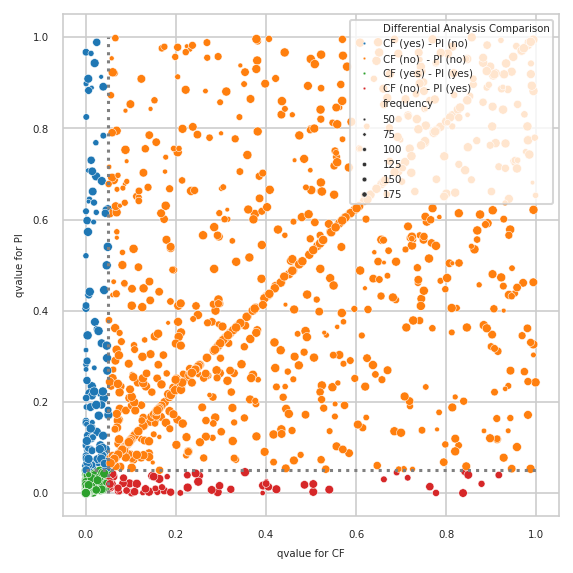 Differential Analysis Comparison
CF (yes) - PI (no)
CF (no) - PI (no)
CF (yes) - PI (yes)
CF (no) - PI (yes)
frequency
50
75
100
125
150
175
1.0
0.8
0.6
0.4
0.2
0.0
qvalue for PI
0.0 0.2 0.4 0.6 0.8 1.0
qvalue for CF